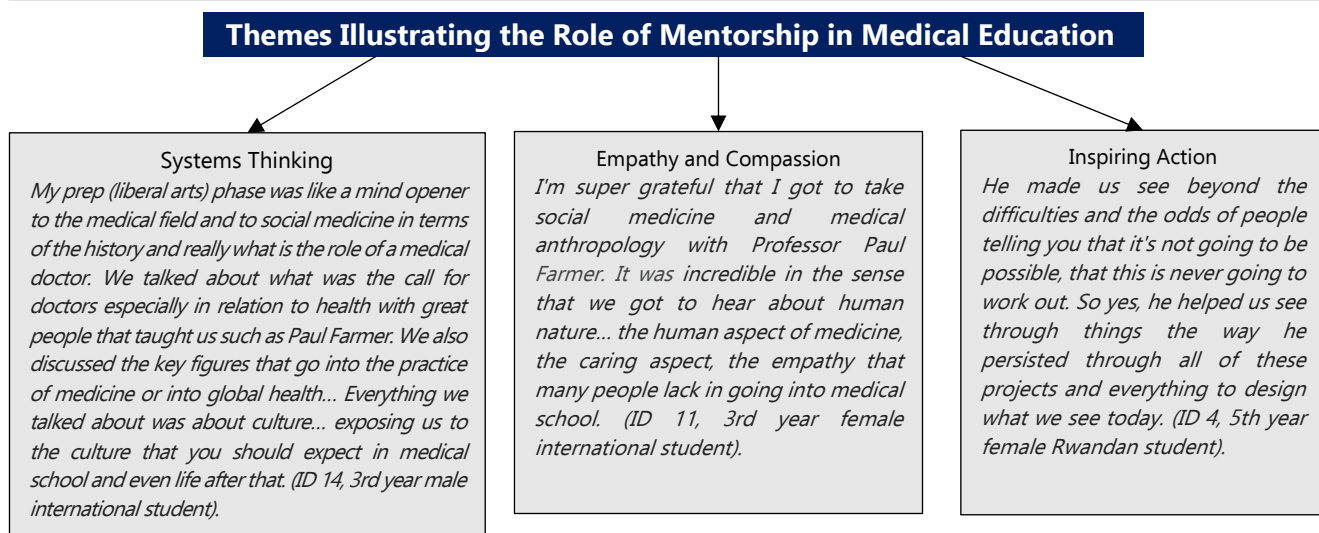 Themes Illustrating the Role of Mentorship in Medical Education
Systems Thinking
My prep (liberal arts) phase was like a mind opener
to the medical field and to social medicine in terms
of the history and really what is the role of a medical
doctor. We talked about what was the call for
doctors especially in relation to health with great
people that taught us such as Paul Farmer. We also
discussed the key figures that go into the practice
of medicine or into global health... Everything we
talked about was about culture... exposing us to
the culture that you should expect in medical
school and even life after that. (ID 14, 3rd year male
international student).
Empathy and Compassion
I'm super grateful that I got to take
social medicine and medical
anthropology with Professor Paul
Farmer. It was incredible in the sense
that we got to hear about human
nature... the human aspect of medicine,
the caring aspect, the empathy that
many people lack in going into medical
school. (ID 11, 3rd year female
international student).
Inspiring Action
He made us see beyond the
difficulties and the odds of people
telling you that it's not going to be
possible, that this is never going to
work out. So yes, he helped us see
through things the way he
persisted through all of these
projects and everything to design
what we see today. (ID 4, 5th year
female Rwandan student).